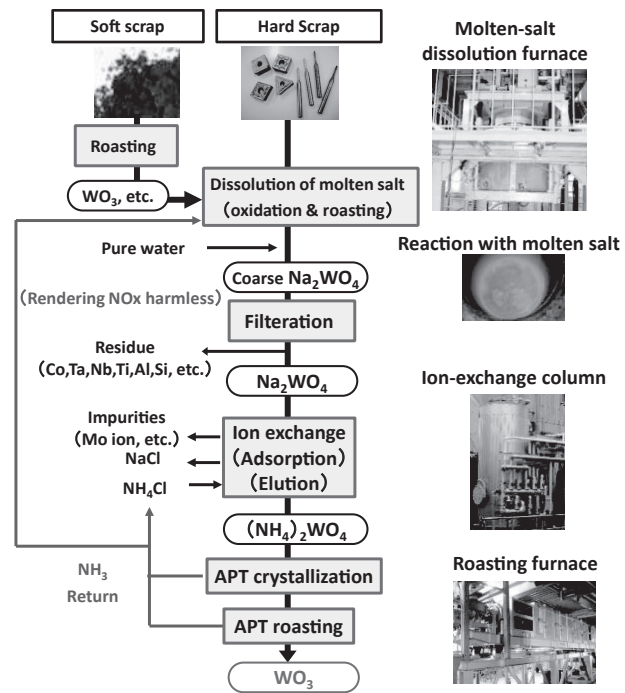 Soft scrap
Hard Scrap
Molten-salt
dissolution furnace
Roasting
WO₃, etc.
Dissolution of molten salt
(oxidation & roasting)
Pure water
Reaction with molten salt
Coarse Na₂WO₄
(Rendering NOx harmless)
Filteration
Residue
(Co,Ta,Nb,Ti,Al,Si, etc.)
Na₂WO₄
Ion-exchange column
Impurities
(Mo ion, etc.)
NaCl
NH₄Cl
Ion exchange
(Adsorption)
(Elution)
(NH₄)₂WO₄
Roasting furnace
NH₃
Return
APT crystallization
APT roasting
WO₃